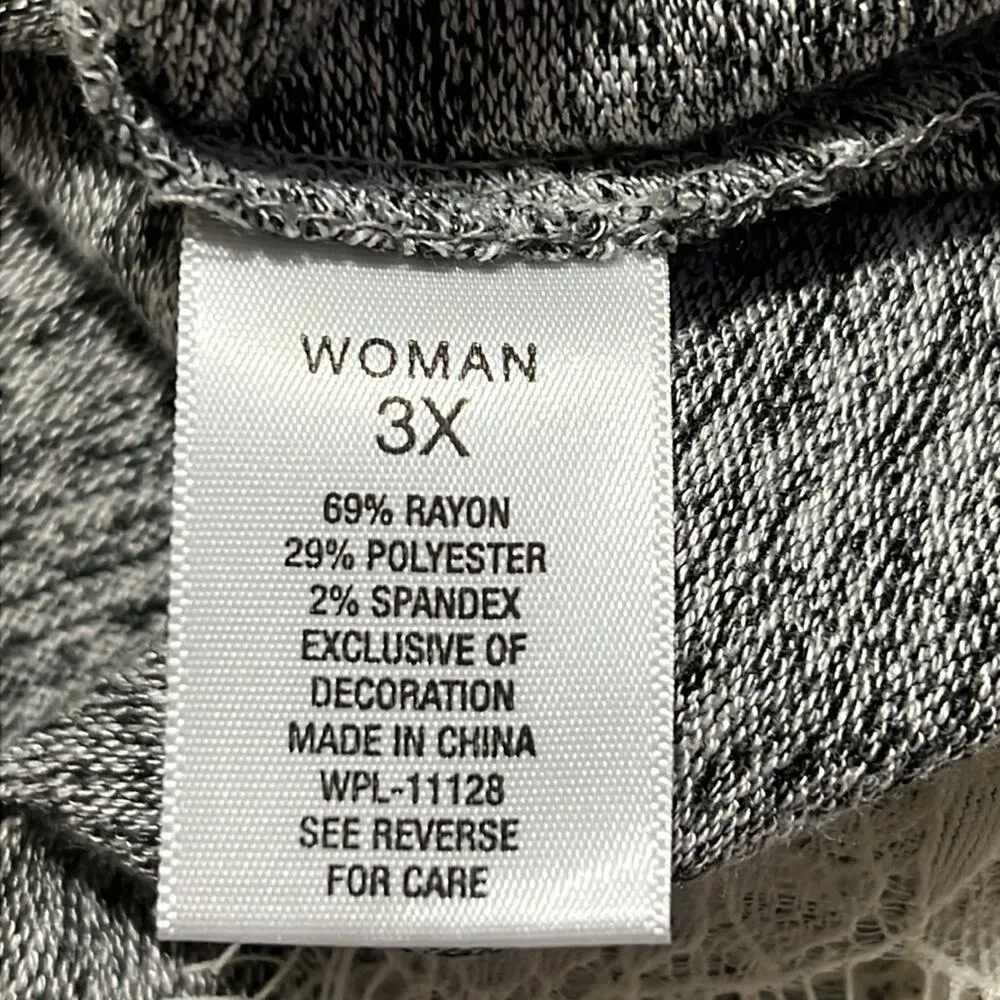 WOMAN
3X
69% RAYON
29% POLYESTER
2% SPANDEX
EXCLUSIVE OF
DECORATION
MADE IN CHINA
WPL-11128
SEE REVERSE
FOR CARE